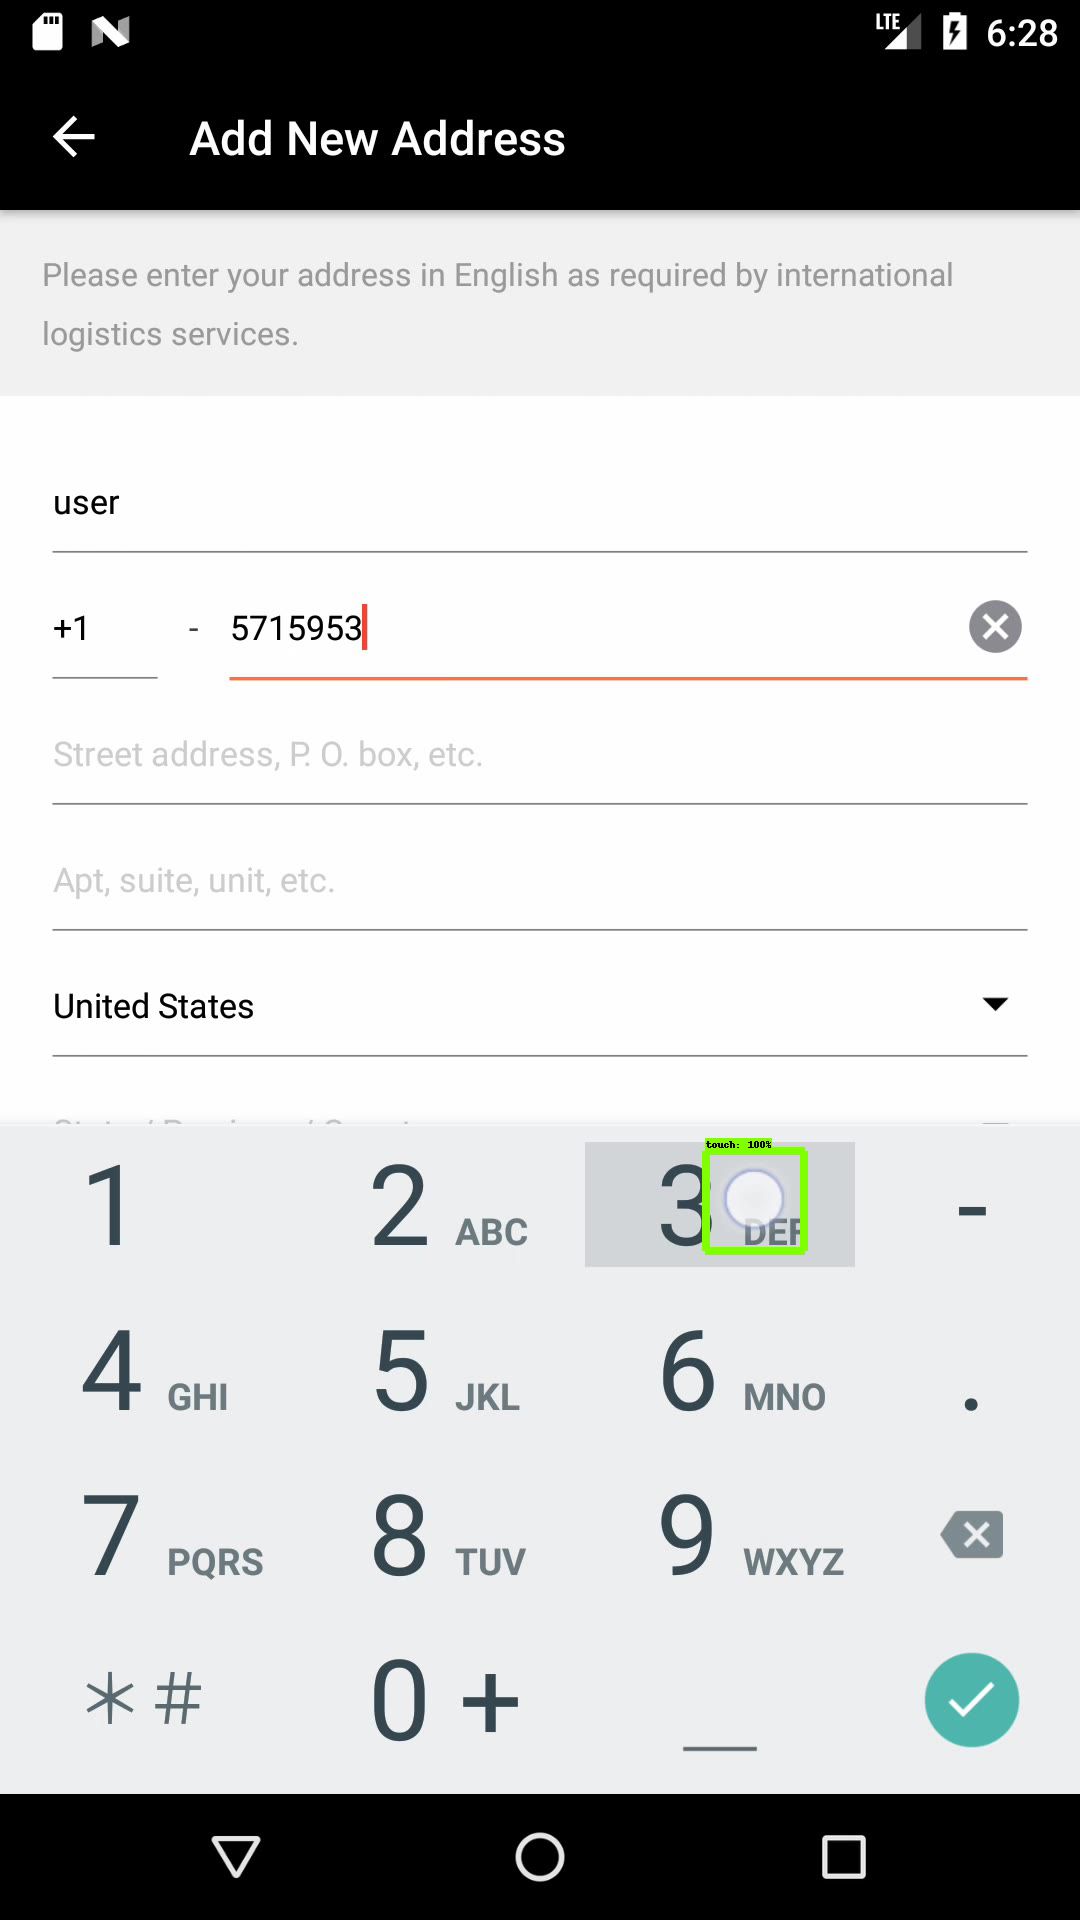 LTE 6:28
Add New Address
Please enter your address in English as required by international
logistics services.
user
+1 - 5715953
Street address, P. O. box, etc.
Apt, suite, unit, etc.
United States
touch: 100%
1 2 ABC 3 DEF -
4 GHI 5 JKL 6 MNO .
7 PQRS 8 TUV 9 WXYZ
*# 0 + _